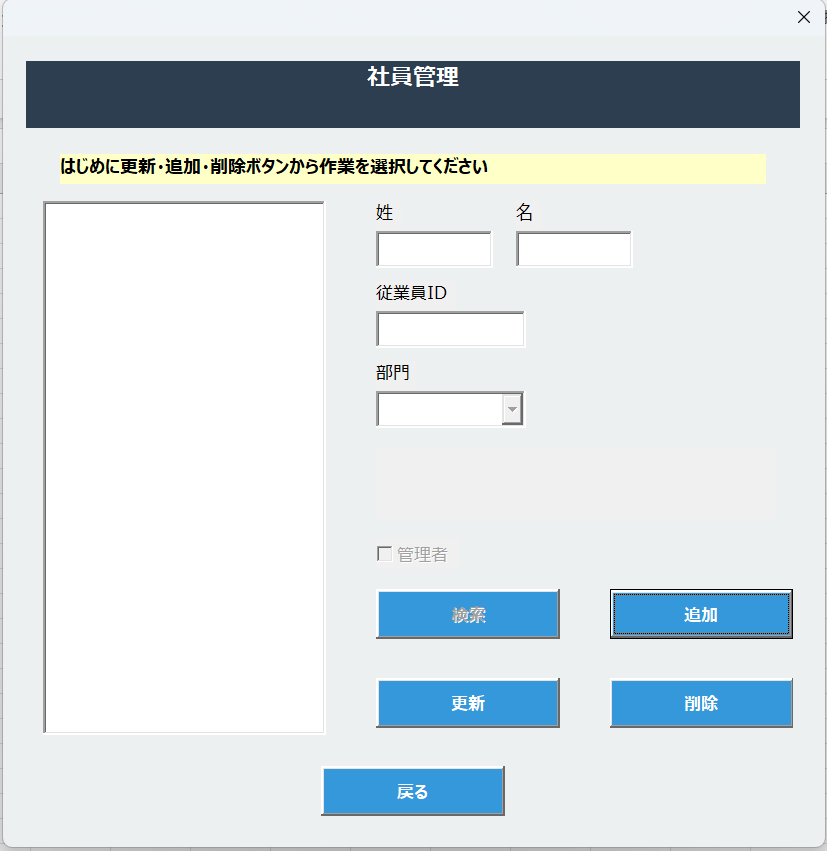 社員管理
はじめに更新・追加・削除ボタンから作業を選択してください
姓 名
従業員ID
部門
管理者
検索 追加
更新 削除
戻る